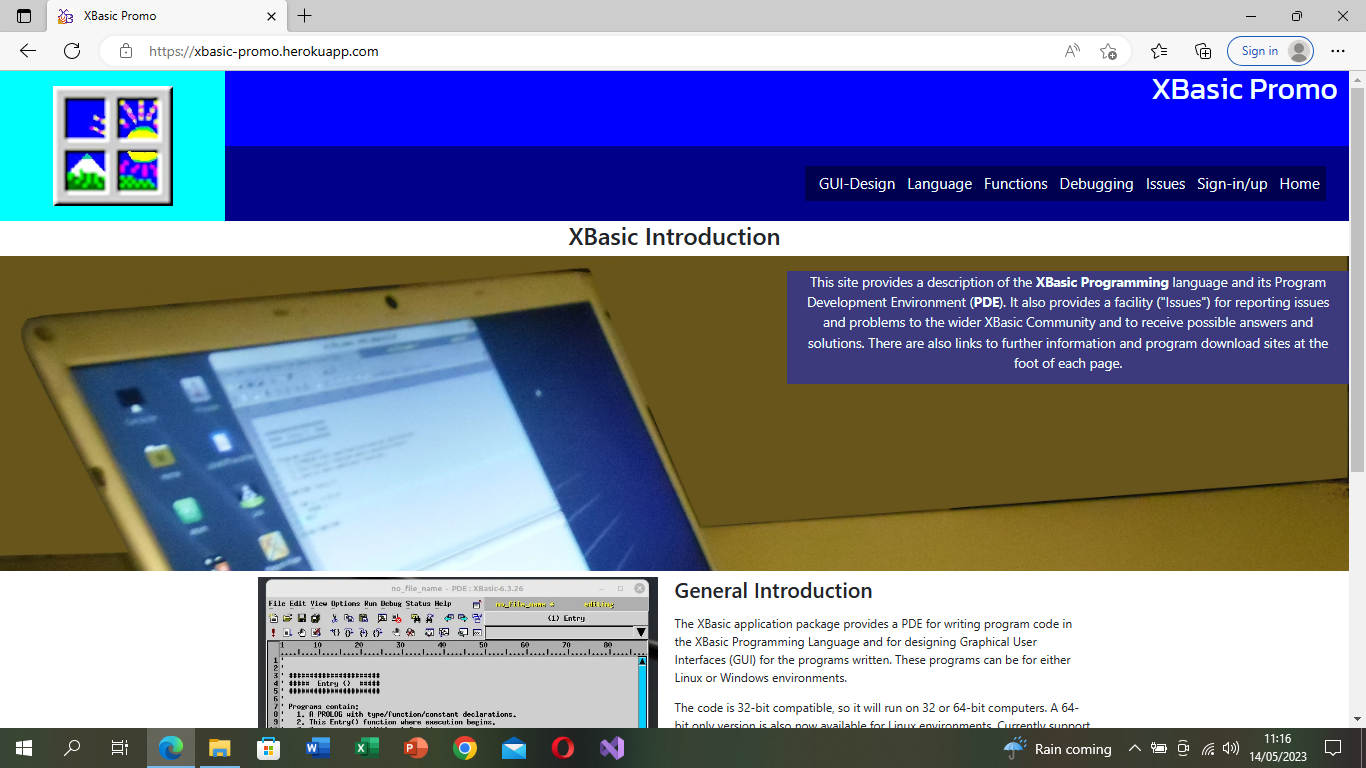 XBasic Promo
https://xbasic-promo.herokuapp.com
Sign in
XBasic Promo
GUI-Design Language Functions Debugging Issues Sign-in/up Home
XBasic Introduction
This site provides a description of the XBasic Programming language and its Program
Development Environment (PDE). It also provides a facility ("Issues") for reporting issues
and problems to the wider XBasic Community and to receive possible answers and
solutions. There are also links to further information and program download sites at the
foot of each page.
no_file_name - PDE : XBasic-6.3.26
File Edit View Options Run Debug Status Help
no_file_name * editing
(1) Entry
1 10 20 30 40 50 60 70 80
1 '
2 '
3 ' ######################
4 ' ##### Entry () #####
5 ' ######################
6 '
7 ' Programs contain:
8 ' 1. A PROLOG with type/function/constant declarations.
9 ' 2. This Entry() function where execution begins.
General Introduction
The XBasic application package provides a PDE for writing program code in
the XBasic Programming Language and for designing Graphical User
Interfaces (GUI) for the programs written. These programs can be for either
Linux or Windows environments.
The code is 32-bit compatible, so it will run on 32 or 64-bit computers. A 64-
bit only version is also now available for Linux environments. Currently support
Rain coming
11:16
14/05/2023